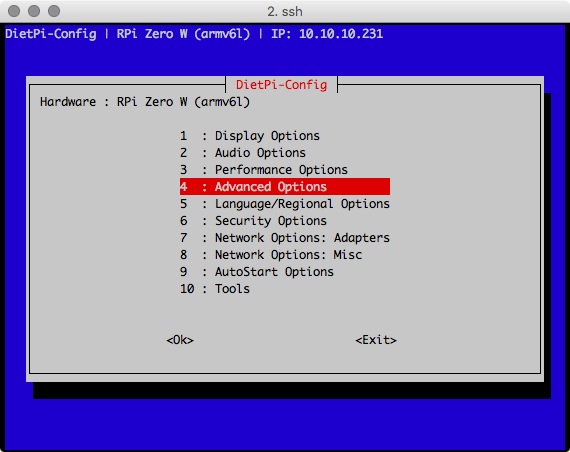 2. ssh
DietPi-Config | RPi Zero W (armv6l) | IP: 10.10.10.231
DietPi-Config
Hardware : RPi Zero W (armv6l)
1 : Display Options
2 : Audio Options
3 : Performance Options
4 : Advanced Options
5 : Language/Regional Options
6 : Security Options
7 : Network Options: Adapters
8 : Network Options: Misc
9 : AutoStart Options
10 : Tools
<Ok> <Exit>